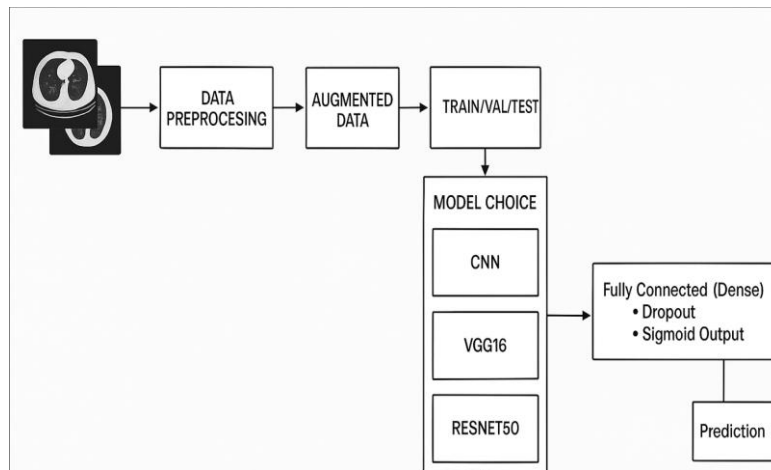 DATA
PREPROCESING
AUGMENTED
DATA
TRAIN/VAL/TEST
MODEL CHOICE
CNN
VGG16
RESNET50
Fully Connected (Dense)
• Dropout
• Sigmoid Output
Prediction